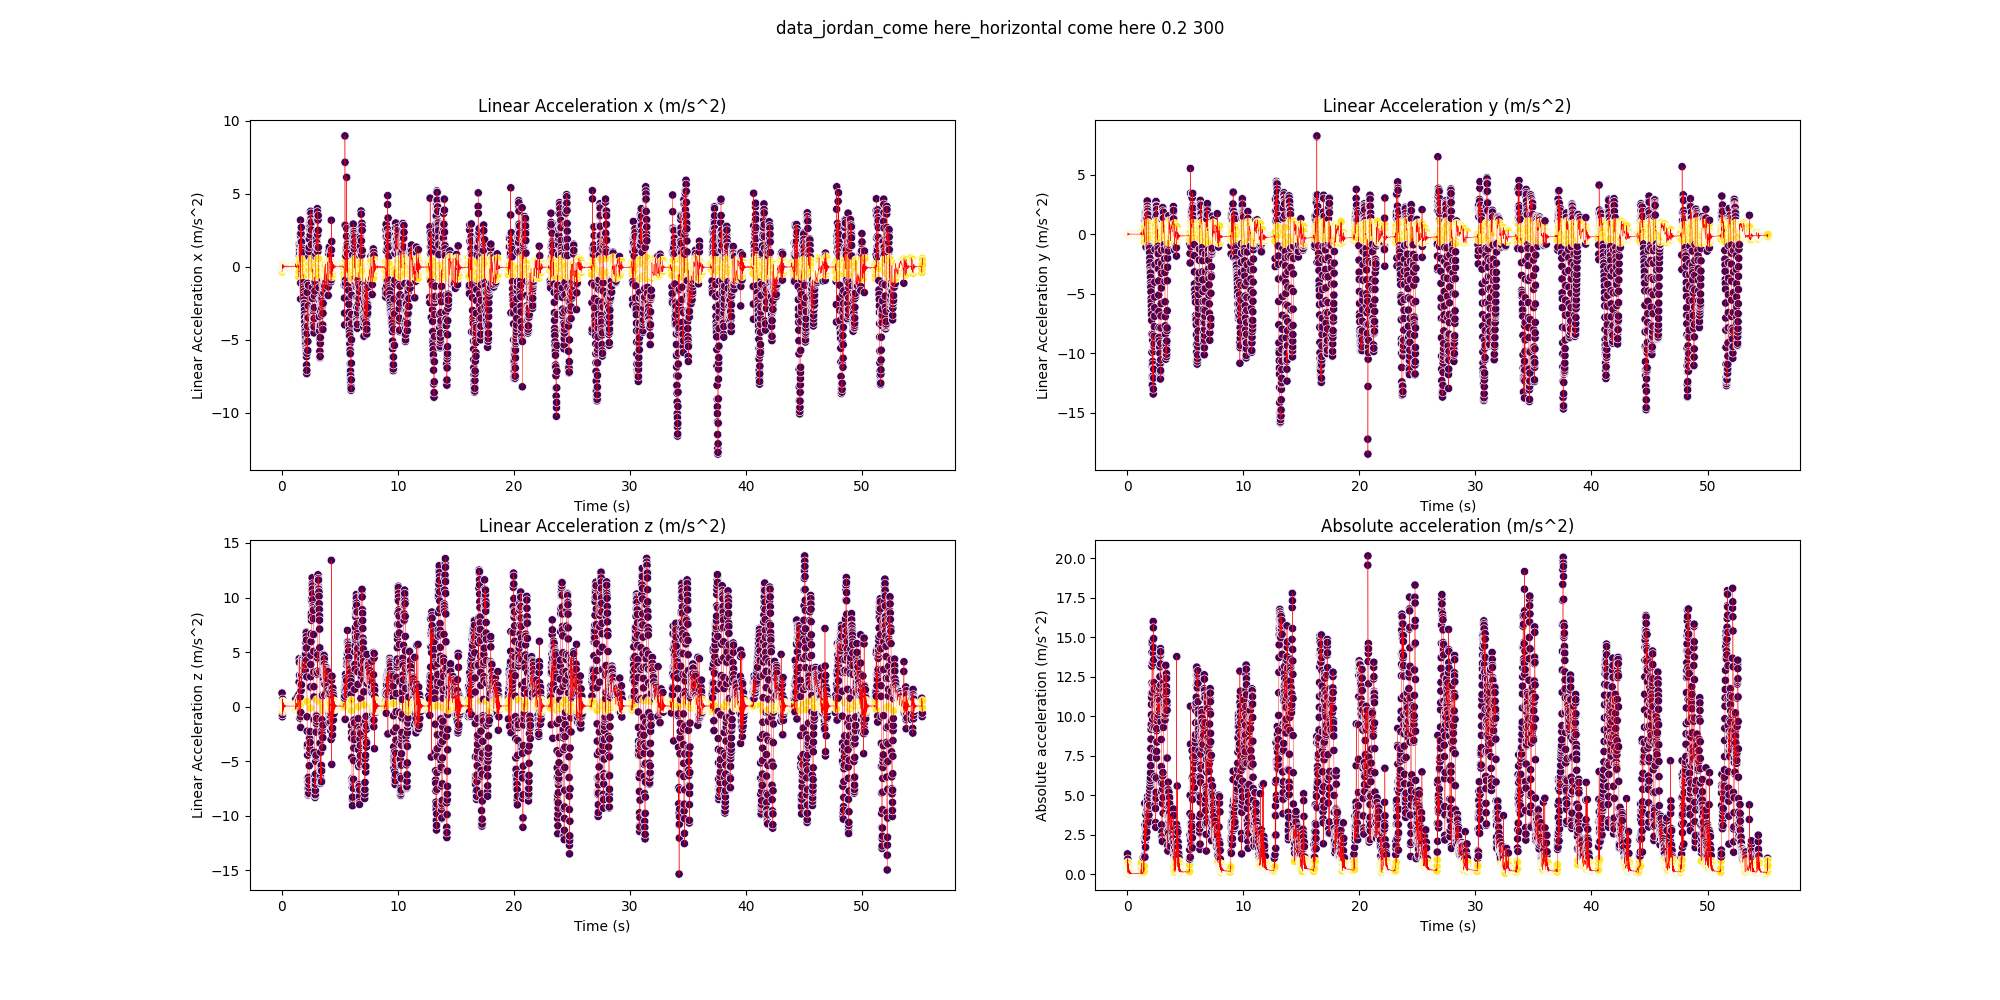 data_jordan_come here_horizontal come here 0.2 300
Linear Acceleration x (m/s^2)
Linear Acceleration x (m/s^2)
10
5
0
−5
−10
0 10 20 30 40 50
Time (s)
Linear Acceleration y (m/s^2)
Linear Acceleration y (m/s^2)
5
0
−5
−10
−15
0 10 20 30 40 50
Time (s)
Linear Acceleration z (m/s^2)
Linear Acceleration z (m/s^2)
15
10
5
0
−5
−10
−15
0 10 20 30 40 50
Time (s)
Absolute acceleration (m/s^2)
Absolute acceleration (m/s^2)
20.0
17.5
15.0
12.5
10.0
7.5
5.0
2.5
0.0
0 10 20 30 40 50
Time (s)